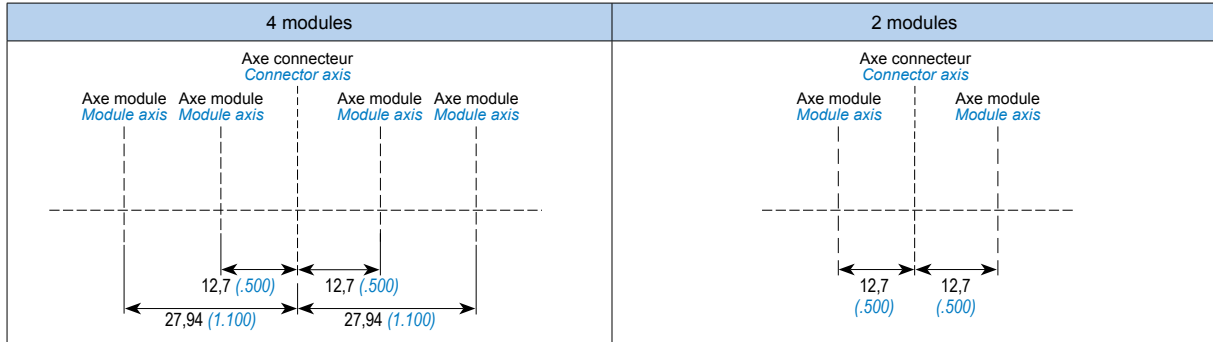 4 modules
Axe connecteur
Connector axis
Axe module Axe module Axe module Axe module
Module axis Module axis Module axis Module axis
12,7 (.500) 12,7 (.500)
27,94 (1.100) 27,94 (1.100)
2 modules
Axe connecteur
Connector axis
Axe module Axe module
Module axis Module axis
12,7 12,7
(.500) (.500)